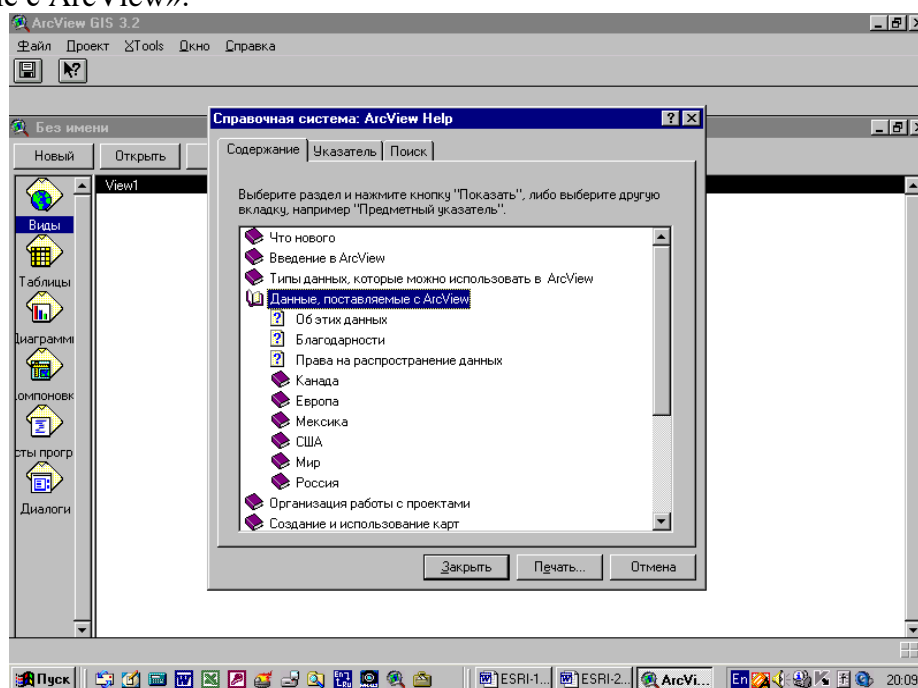 с ArcView».
ArcView GIS 3.2
Файл Проект XTools Окно Справка
Без имени
Новый Открыть
View1
Виды
Таблицы
Диаграммы
омпоновк
сты прогр
Диалоги
Справочная система: ArcView Help
Содержание Указатель Поиск
Выберите раздел и нажмите кнопку "Показать", либо выберите другую
вкладку, например "Предметный указатель".
Что нового
Введение в ArcView
Типы данных, которые можно использовать в ArcView
Данные, поставляемые с ArcView
Об этих данных
Благодарности
Права на распространение данных
Канада
Европа
Мексика
США
Мир
Россия
Организация работы с проектами
Создание и использование карт
Закрыть Печать... Отмена
Пуск ESRI-1... ESRI-2... ArcVi... En 20:05